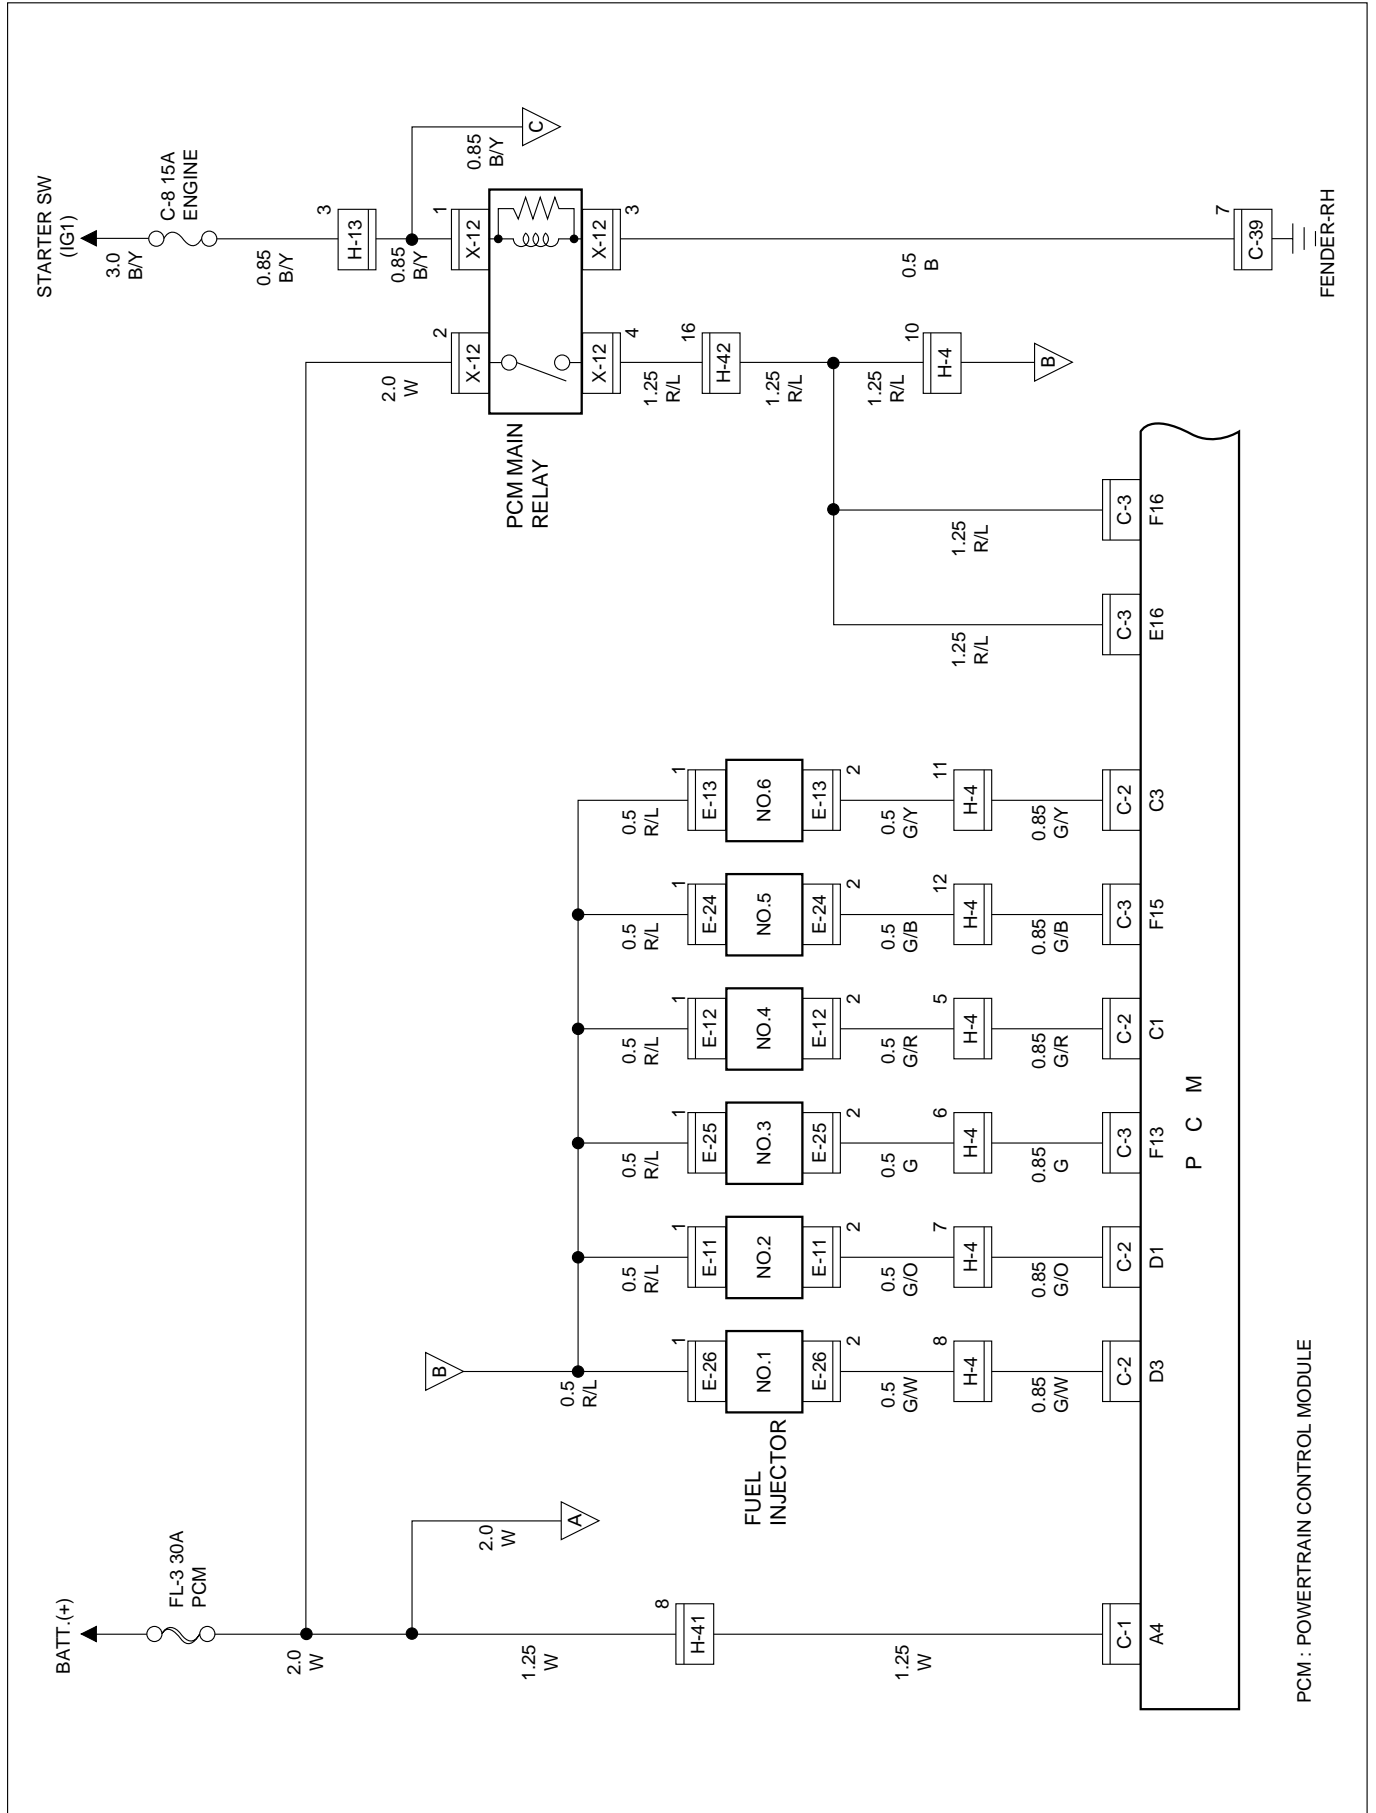 BATT.(+)
FL-3 30A
PCM
2.0
W
2.0
W
A
1.25
W
8
H-41
1.25
W
C-1
A4
B
0.5
R/L
0.5
R/L
0.5
R/L
0.5
R/L
0.5
R/L
0.5
R/L
1
1
1
1
1
1
E-26
E-11
E-25
E-12
E-24
E-13
FUEL
INJECTOR
NO.1
NO.2
NO.3
NO.4
NO.5
NO.6
E-26
E-11
E-25
E-12
E-24
E-13
2
2
2
2
2
2
0.5
G/W
0.5
G/O
0.5
G
0.5
G/R
0.5
G/B
0.5
G/Y
8
7
6
5
12
11
H-4
H-4
H-4
H-4
H-4
H-4
0.85
G/W
0.85
G/O
0.85
G
0.85
G/R
0.85
G/B
0.85
G/Y
C-2
C-2
C-3
C-2
C-3
C-2
D3
D1
F13
C1
F15
C3
STARTER SW
(IG1)
3.0
B/Y
C-8 15A
ENGINE
0.85
B/Y
3
H-13
0.85
B/Y
0.85
B/Y
C
2.0
W
2
X-12
1
X-12
PCM MAIN
RELAY
X-12
4
X-12
3
1.25
R/L
16
H-42
1.25
R/L
1.25
R/L
10
H-4
B
0.5
B
1.25
R/L
1.25
R/L
C-3
E16
C-3
F16
7
C-39
FENDER-RH
P C M
PCM : POWERTRAIN CONTROL MODULE